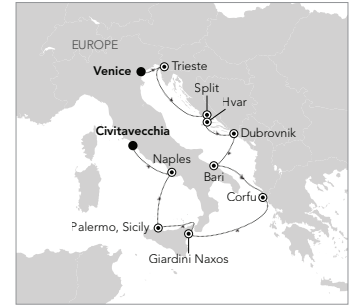 EUROPE
Venice
Trieste
Split
Hvar
Dubrovnik
Civitavecchia
Naples
Bari
Corfu
Palermo, Sicily
Giardini Naxos